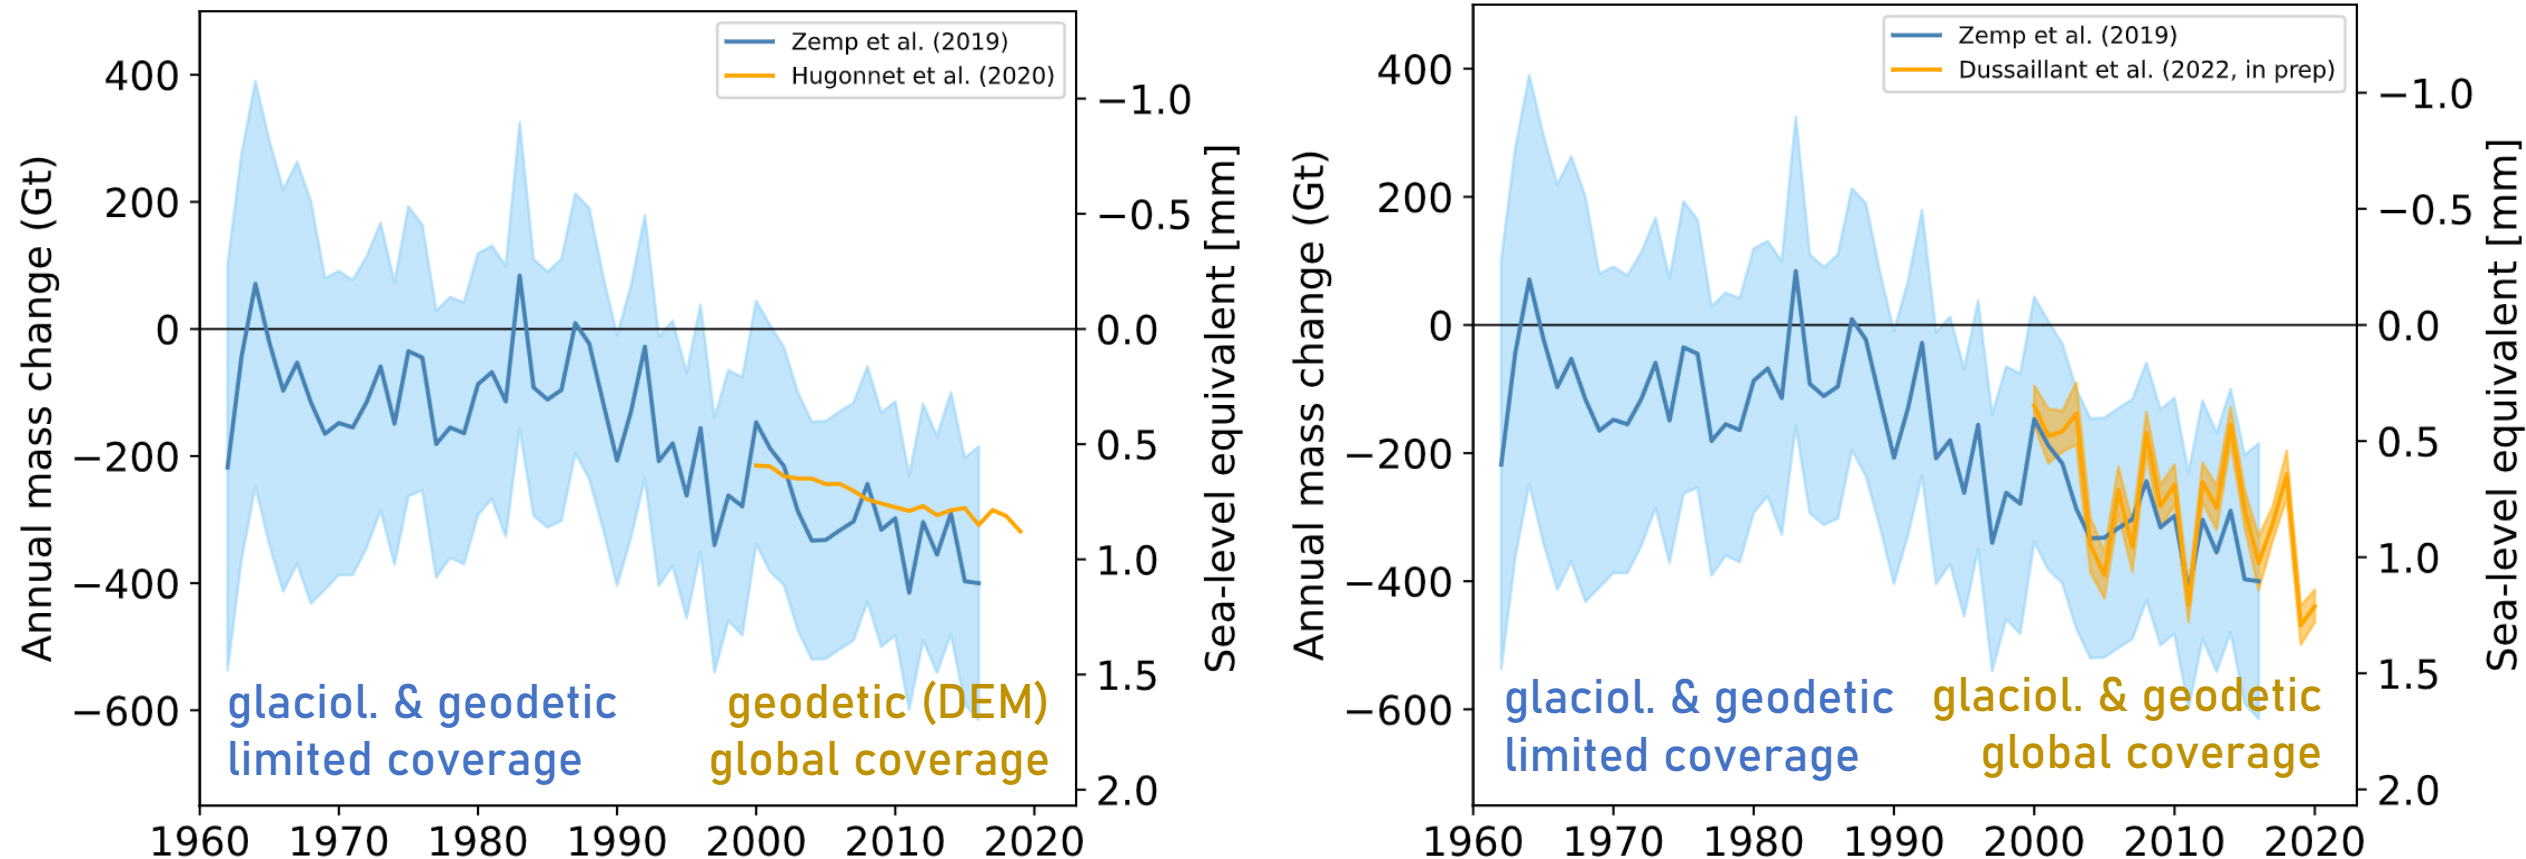 Zemp et al. (2019)
Hugonnet et al. (2020)
Annual mass change (Gt)
400
200
0
−200
−400
−600
−1.0
−0.5
0.0
0.5
1.0
1.5
2.0
Sea-level equivalent [mm]
glaciol. & geodetic
limited coverage
geodetic (DEM)
global coverage
1960 1970 1980 1990 2000 2010 2020
Zemp et al. (2019)
Dussaillant et al. (2022, in prep)
Annual mass change (Gt)
400
200
0
−200
−400
−600
−1.0
−0.5
0.0
0.5
1.0
1.5
2.0
Sea-level equivalent [mm]
glaciol. & geodetic
limited coverage
glaciol. & geodetic
global coverage
1960 1970 1980 1990 2000 2010 2020